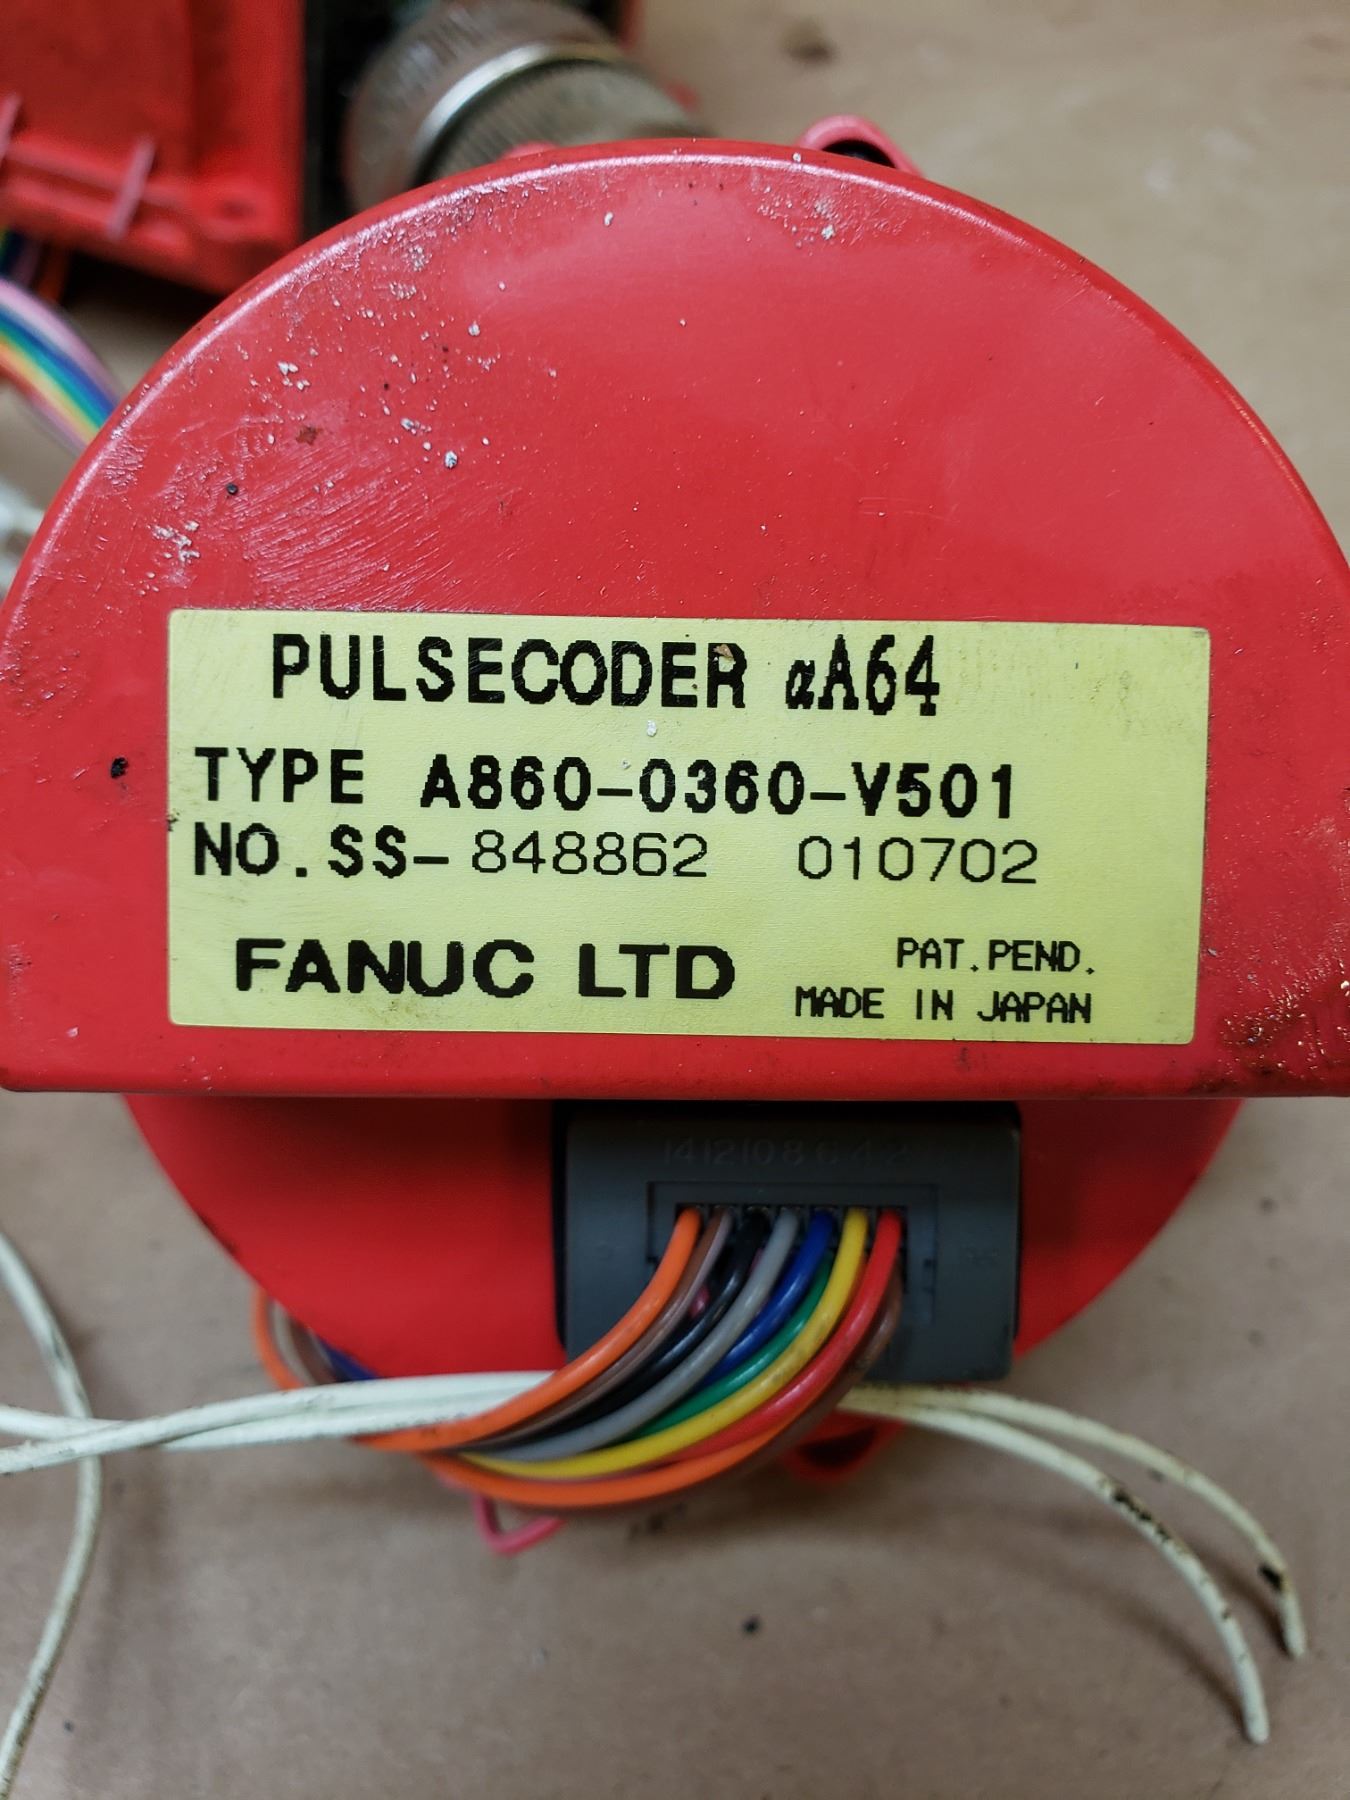 PULSECODER αA64
TYPE A860-0360-V501
NO.SS-848862 010702
FANUC LTD
PAT.PEND.
MADE IN JAPAN
14 12 10 8 6 4 2